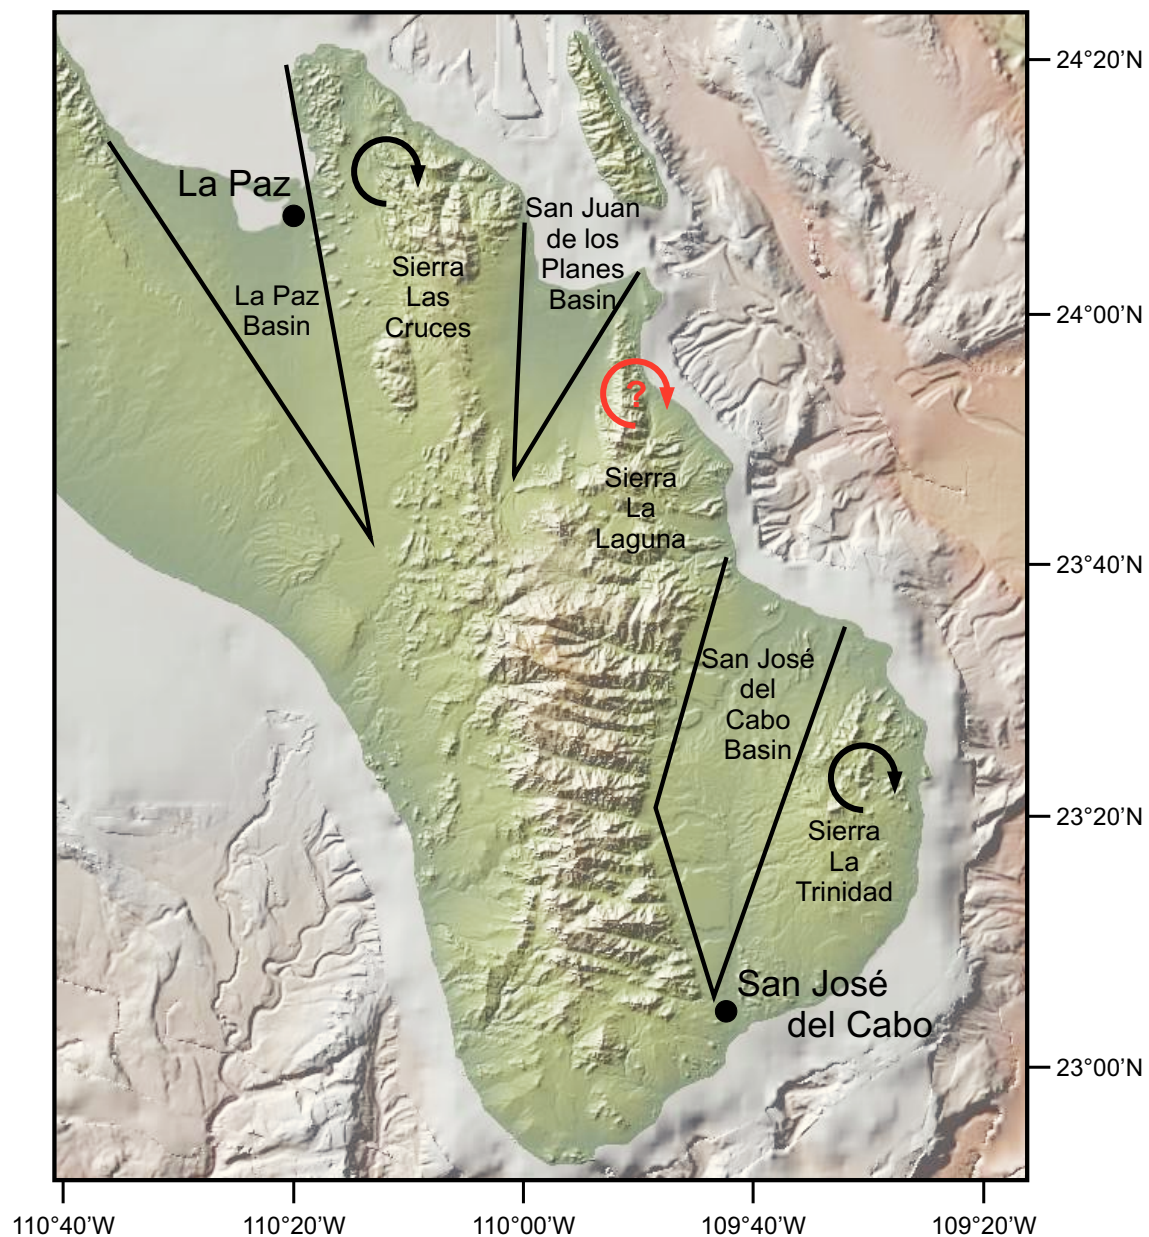 24°20'N
La Paz
San Juan
de los
Planes
Basin
Sierra
Las
Cruces
La Paz
Basin
24°00'N
?
Sierra
La
Laguna
23°40'N
San José
del
Cabo
Basin
23°20'N
Sierra
La
Trinidad
San José
del Cabo
23°00'N
110°40'W
110°20'W
110°00'W
109°40'W
109°20'W